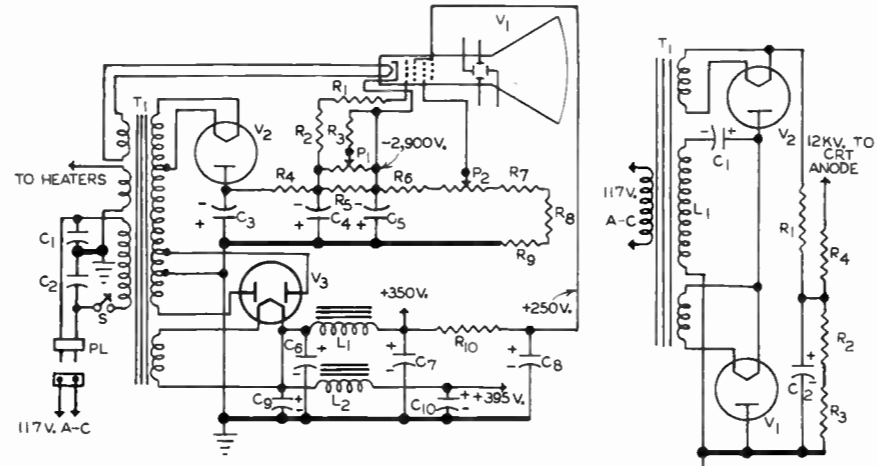 V1
T1
R1
R2
R3
P1
-2,900V.
V2
TO HEATERS
R4
R5
R6
P2
R7
R8
R9
- + C3
- + C4
- + C5
C1
C2
S
PL
117V. A-C
V3
+350V.
+250V.
C6 + -
L1
+ - C7
R10
+ - C8
L2
C9 + -
C10 + -
+395V.
T1
V2
- +
C1
12KV. TO
CRT
ANODE
117V.
A-C
L1
R1
R4
R2
C2 + -
R3
V1